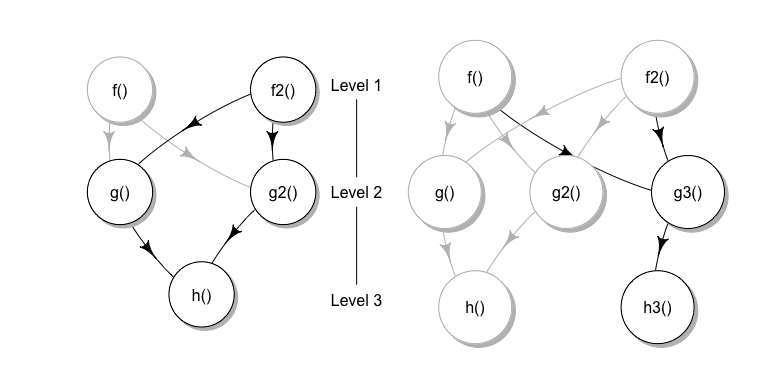 f()
f2()
Level 1
f()
f2()
g()
g2()
Level 2
g()
g2()
g3()
h()
Level 3
h()
h3()